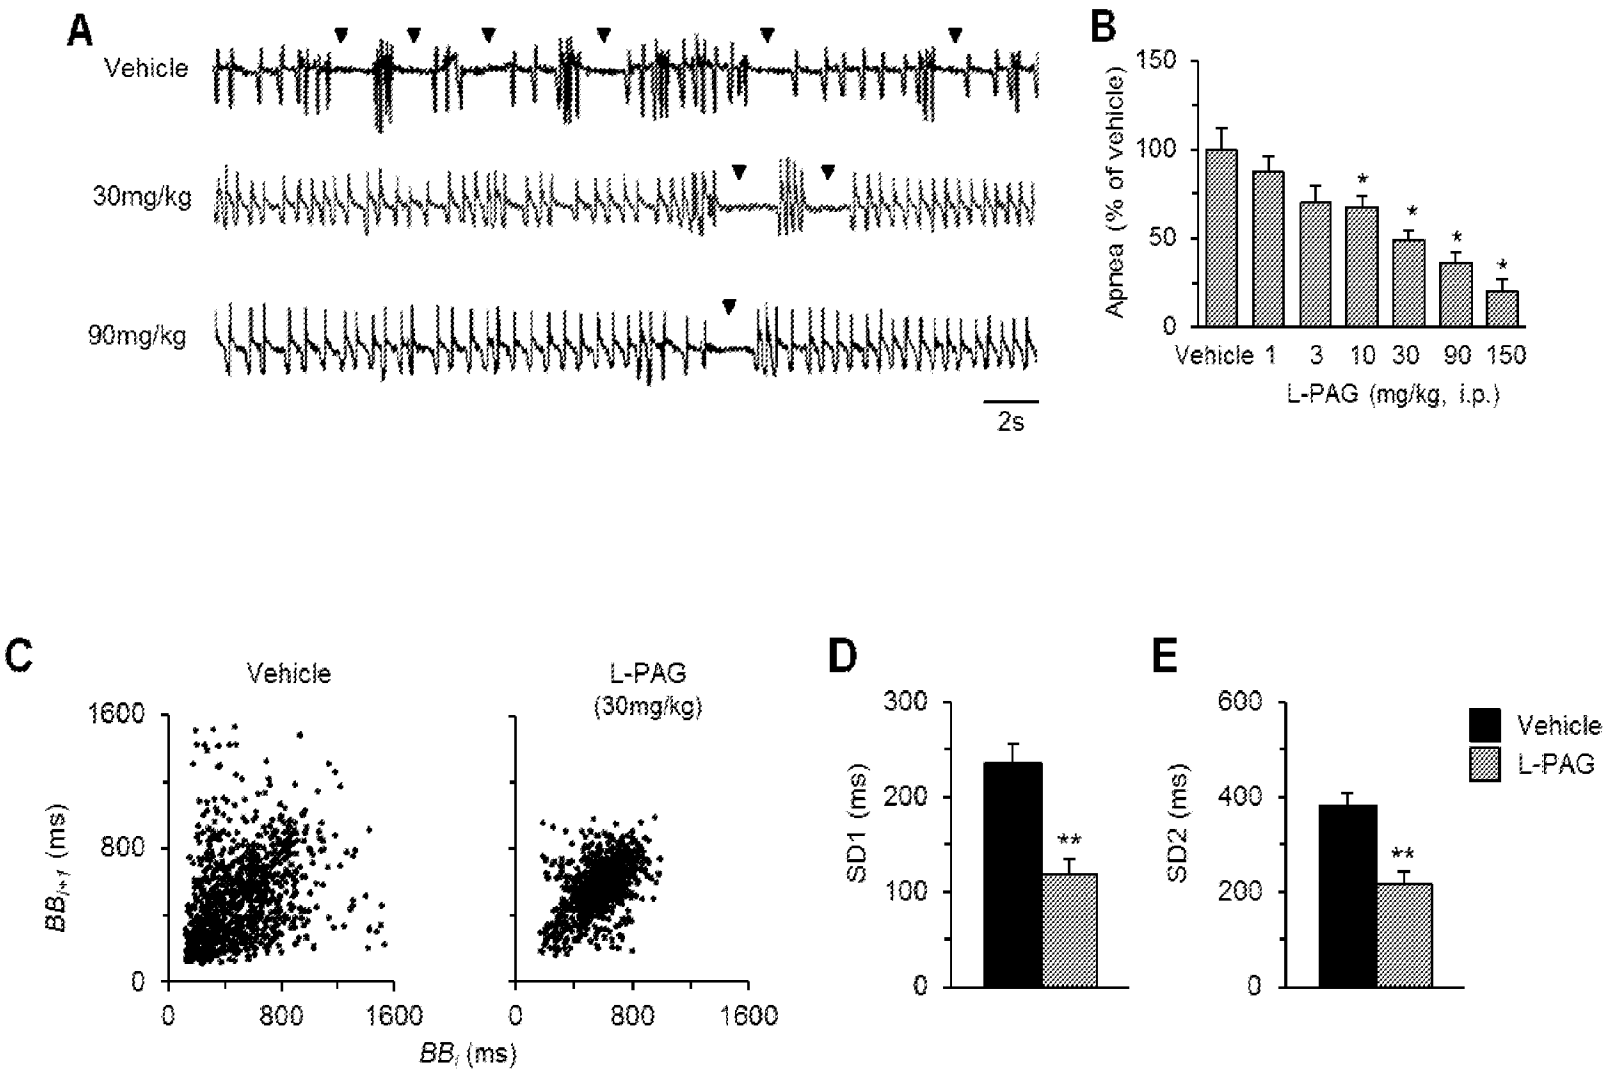 A
Vehicle
30mg/kg
90mg/kg
2s
B
150
100
50
0
Apnea (% of vehicle)
*
*
*
*
Vehicle 1 3 10 30 90 150
L-PAG (mg/kg, i.p.)
C
Vehicle
L-PAG
(30mg/kg)
1600
800
0
BBi+1 (ms)
0 800 1600
0 800 1600
BBi (ms)
D
300
200
100
0
SD1 (ms)
**
E
600
400
200
0
SD2 (ms)
**
Vehicle
L-PAG